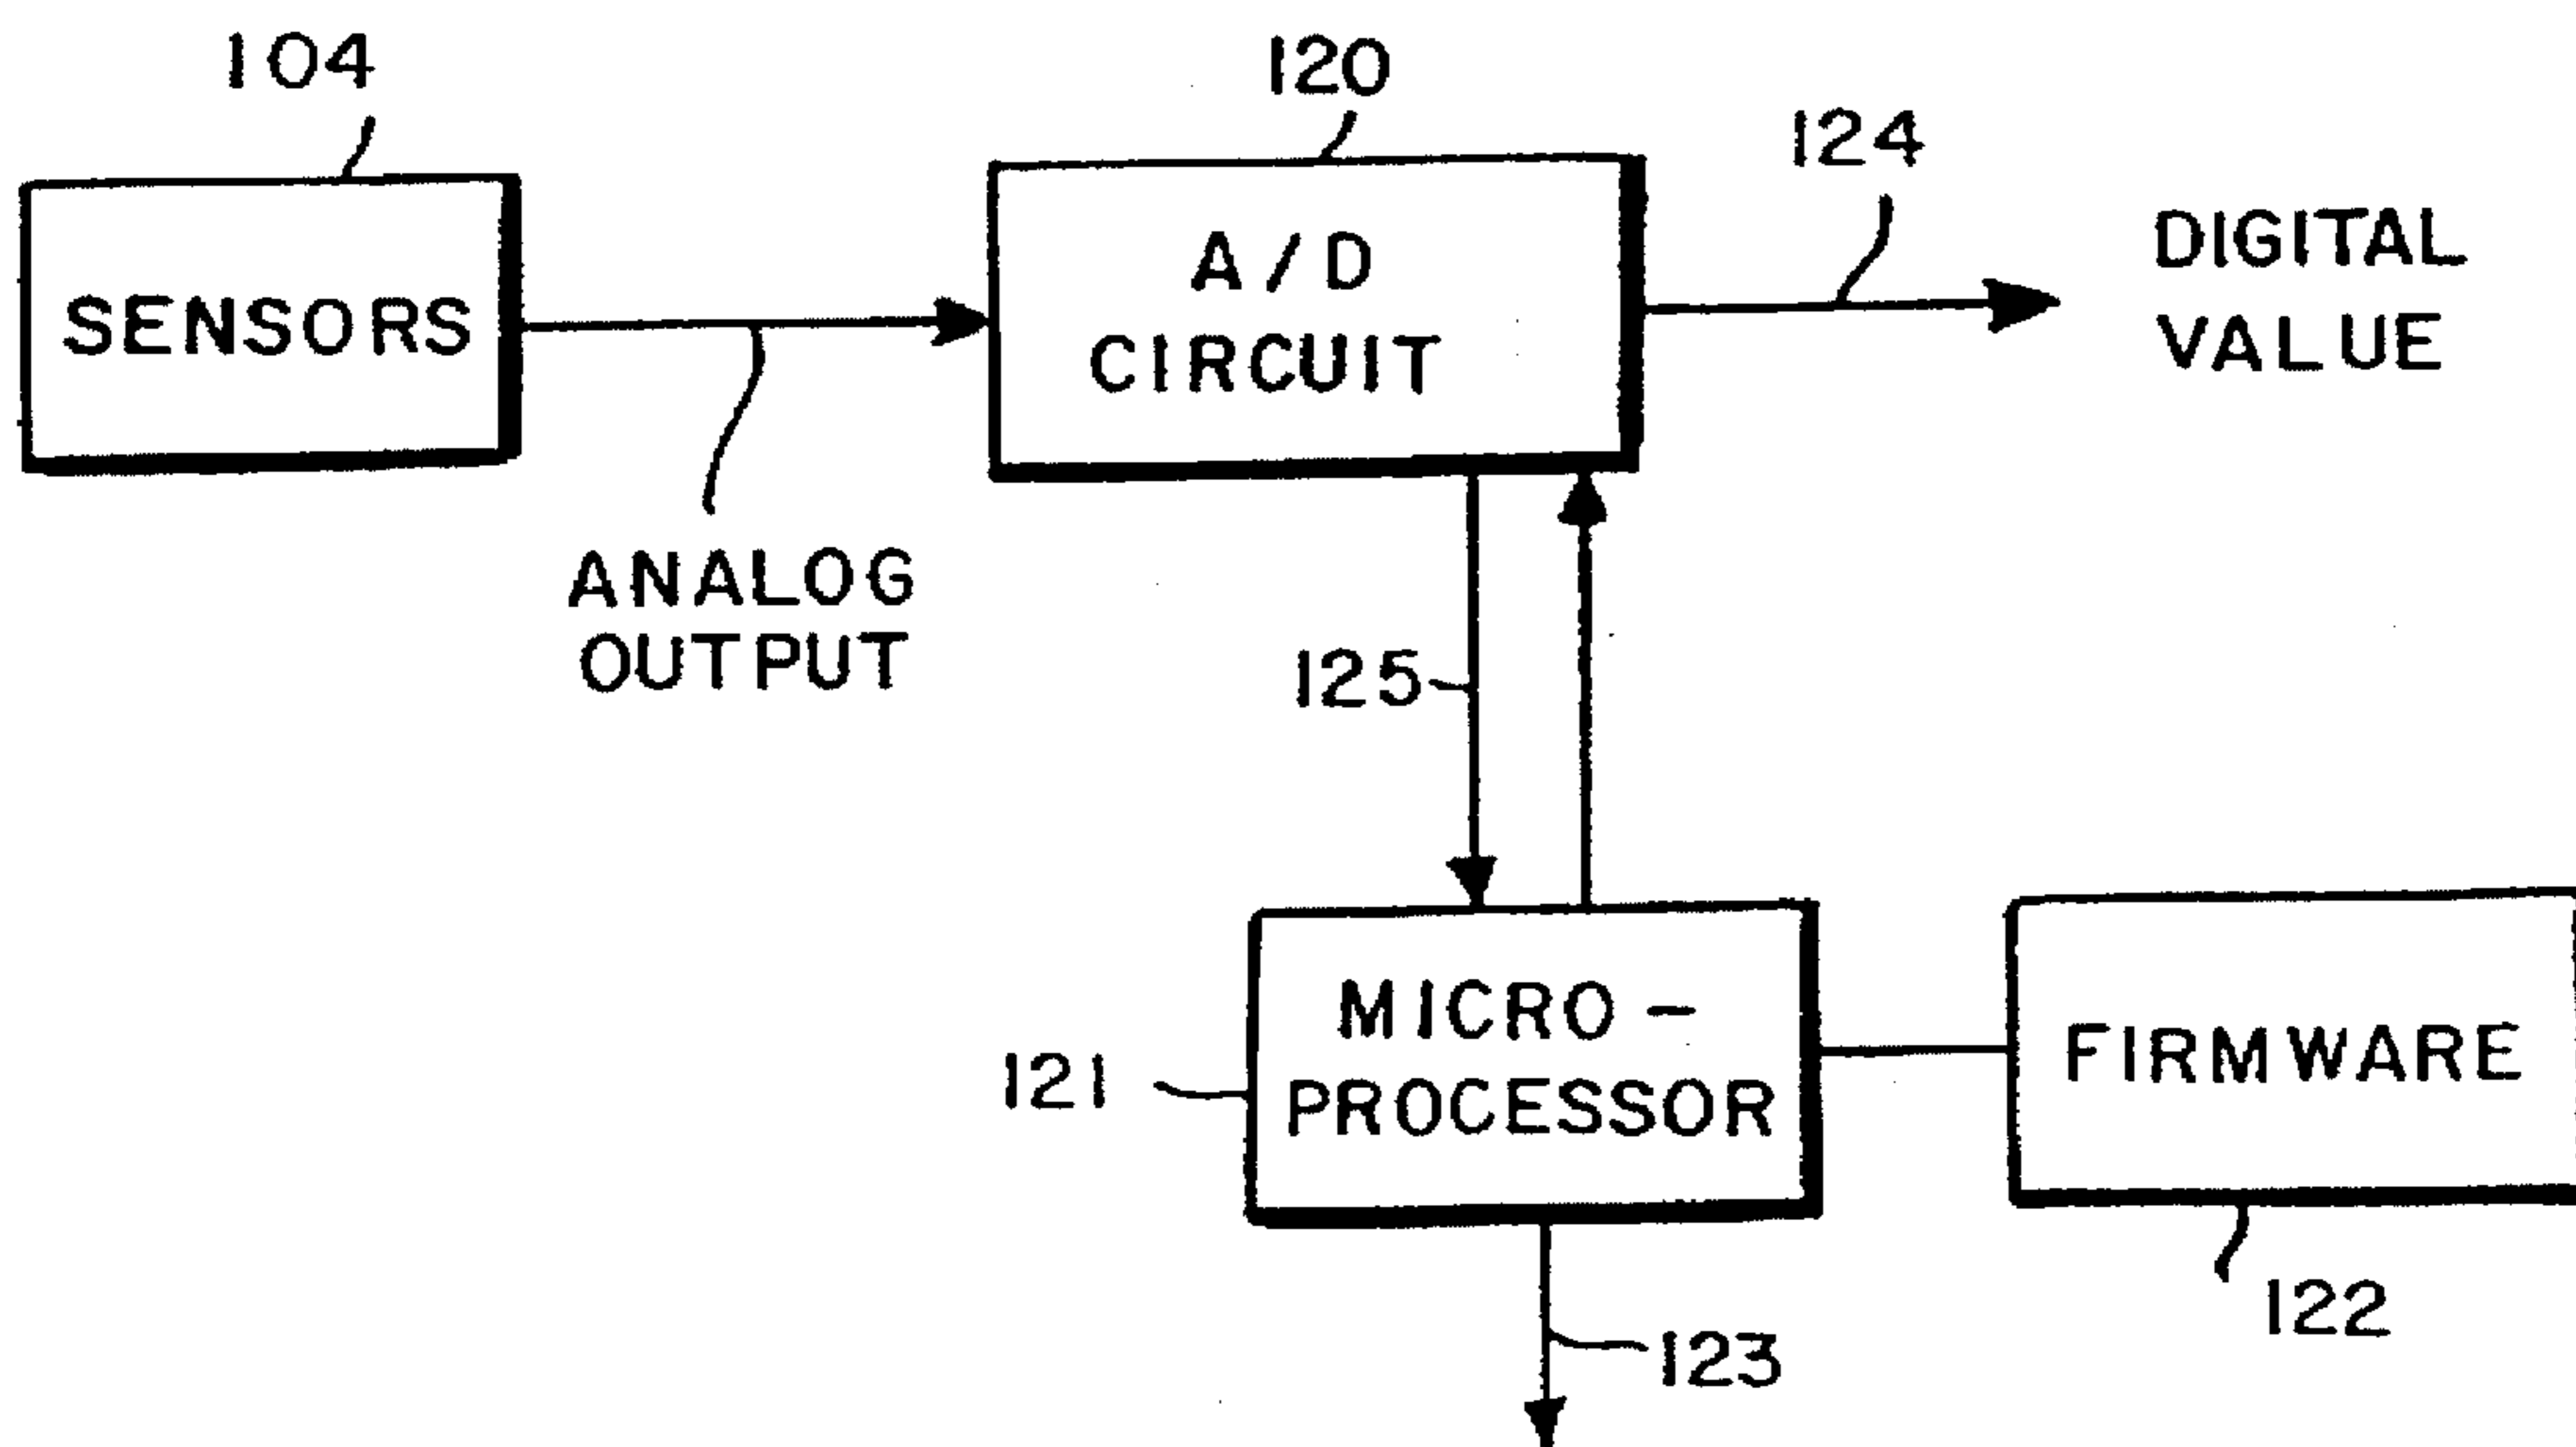 104
120
124
SENSORS
A/D
CIRCUIT
DIGITAL
VALUE
ANALOG
OUTPUT
125
121
MICRO-
PROCESSOR
FIRMWARE
122
123